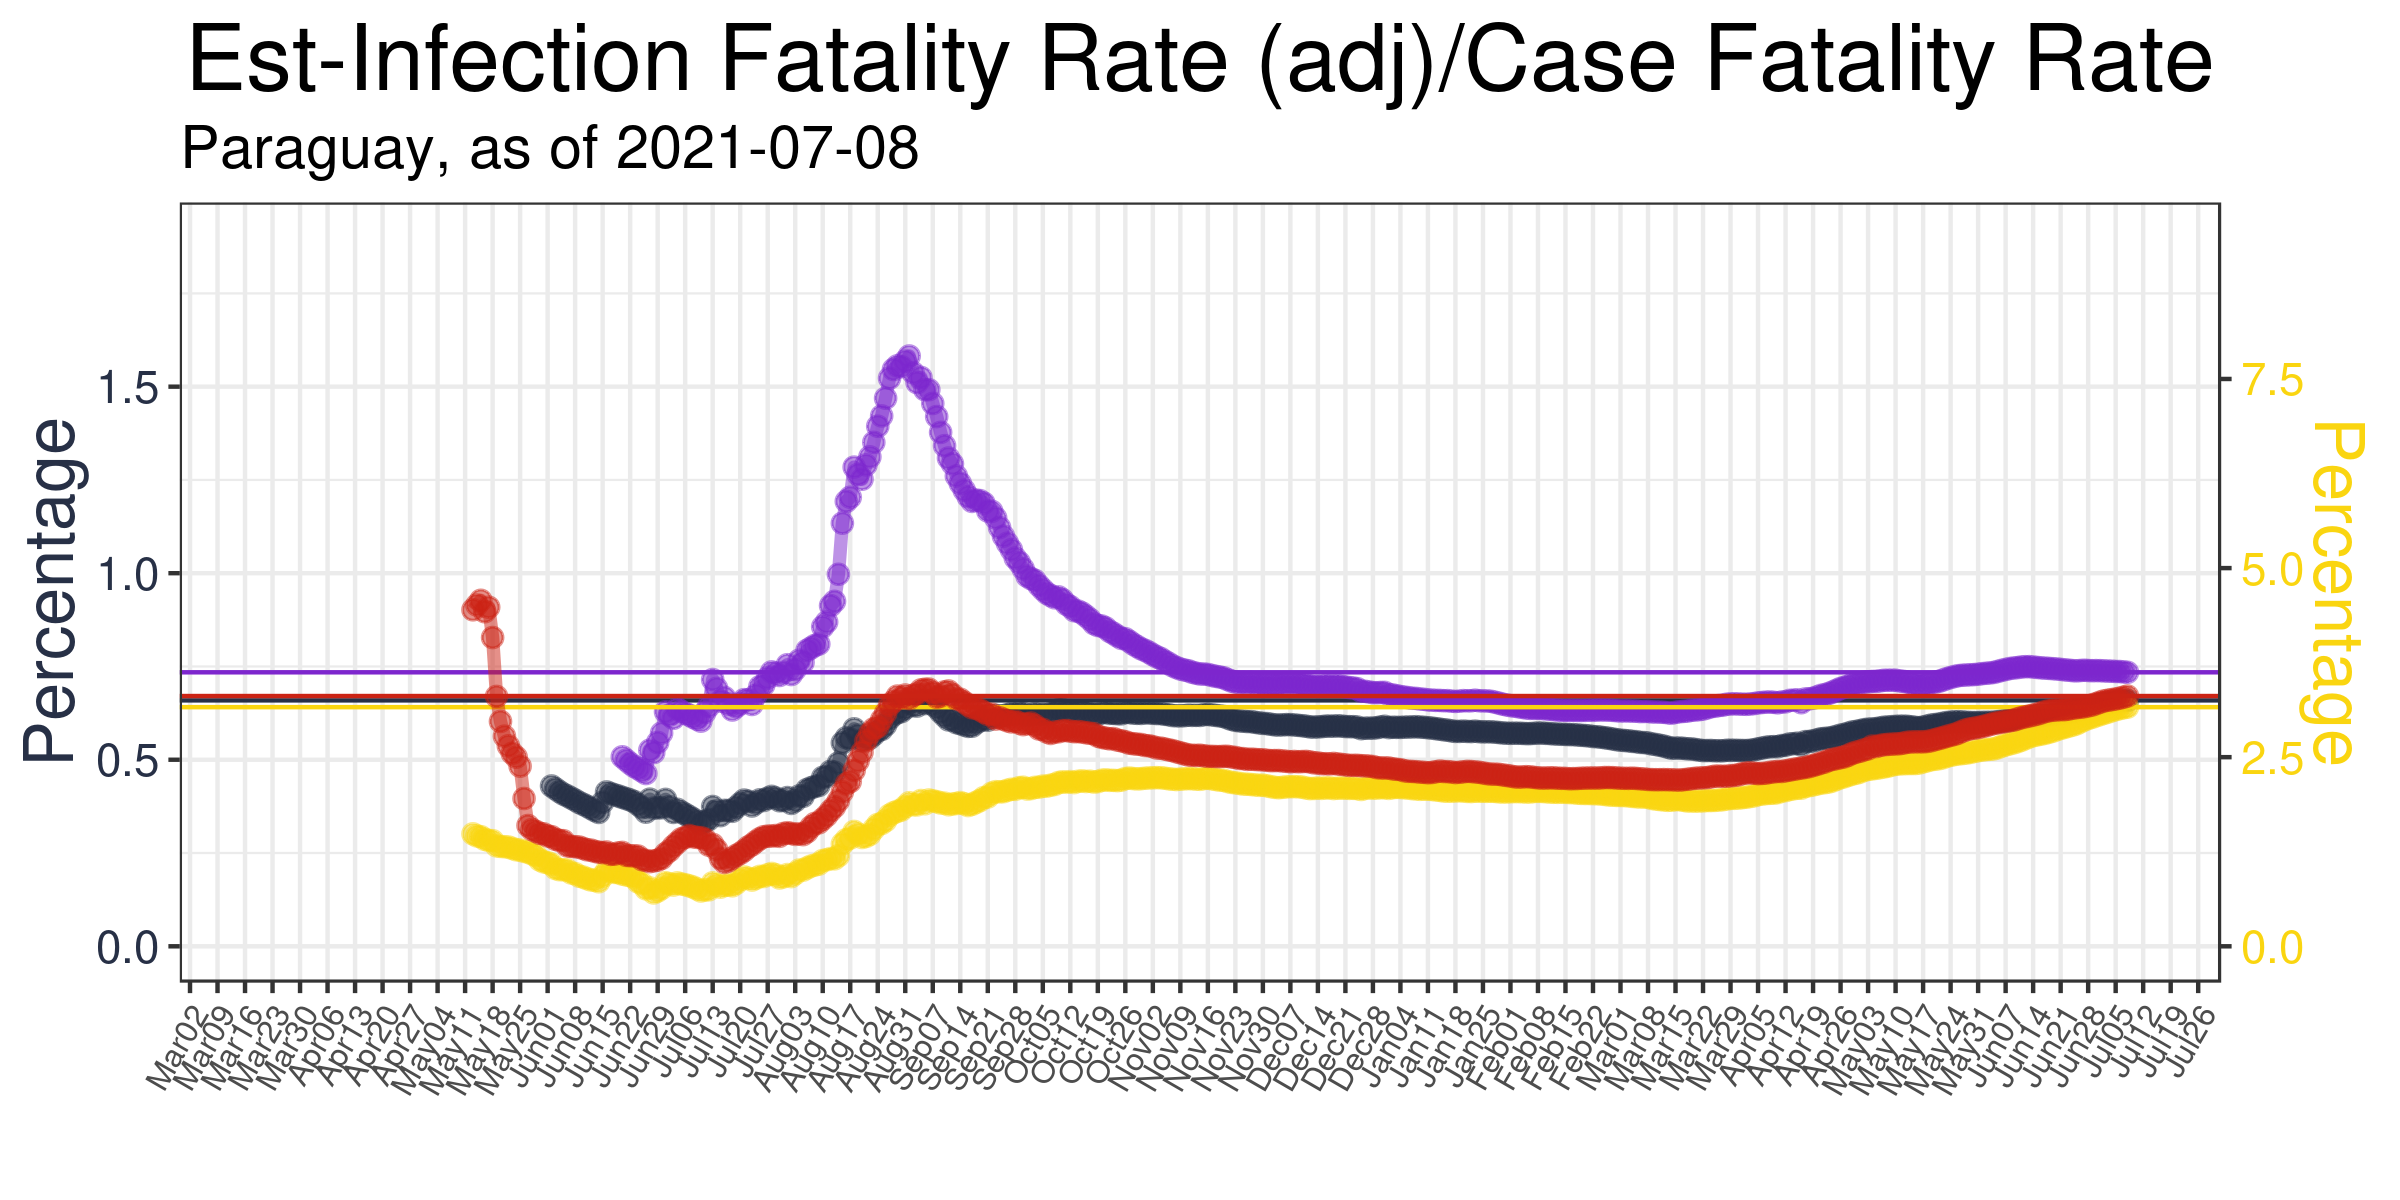 Est-Infection Fatality Rate (adj)/Case Fatality Rate
Paraguay, as of 2021-07-08
Percentage
1.5
1.0
0.5
0.0
7.5
5.0
2.5
0.0
Percentage
Mar02
Mar09
Mar16
Mar23
Mar30
Apr06
Apr13
Apr20
Apr27
May04
May11
May18
May25
Jun01
Jun08
Jun15
Jun22
Jun29
Jul06
Jul13
Jul20
Jul27
Aug03
Aug10
Aug17
Aug24
Aug31
Sep07
Sep14
Sep21
Sep28
Oct05
Oct12
Oct19
Oct26
Nov02
Nov09
Nov16
Nov23
Nov30
Dec07
Dec14
Dec21
Dec28
Jan04
Jan11
Jan18
Jan25
Feb01
Feb08
Feb15
Feb22
Mar01
Mar08
Mar15
Mar22
Mar29
Apr05
Apr12
Apr19
Apr26
May03
May10
May17
May24
May31
Jun07
Jun14
Jun21
Jun28
Jul05
Jul12
Jul19
Jul26